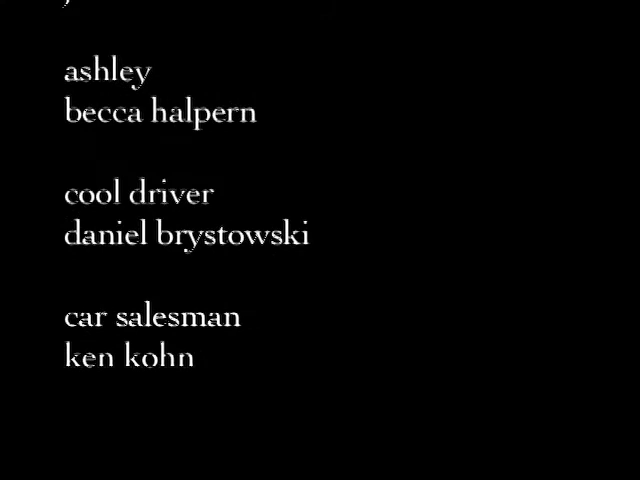 ashley
becca halpern
cool driver
daniel brystowski
car salesman
ken kohn